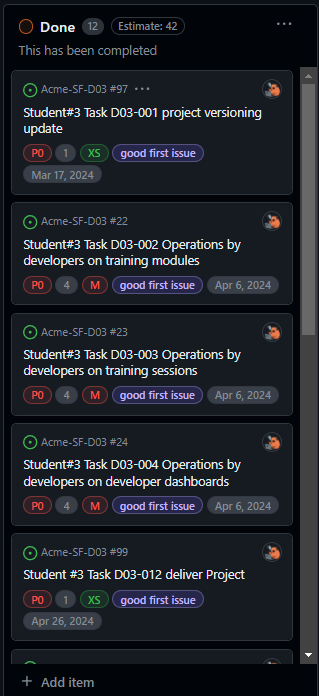 Done 12 Estimate: 42 ...
This has been completed
Acme-SF-D03 #97 ...
Student#3 Task D03-001 project versioning
update
P0 1 XS good first issue
Mar 17, 2024
Acme-SF-D03 #22
Student#3 Task D03-002 Operations by
developers on training modules
P0 4 M good first issue Apr 6, 2024
Acme-SF-D03 #23
Student#3 Task D03-003 Operations by
developers on training sessions
P0 4 M good first issue Apr 6, 2024
Acme-SF-D03 #24
Student#3 Task D03-004 Operations by
developers on developer dashboards
P0 4 M good first issue Apr 6, 2024
Acme-SF-D03 #99
Student #3 Task D03-012 deliver Project
P0 1 XS good first issue
Apr 26, 2024
+ Add item